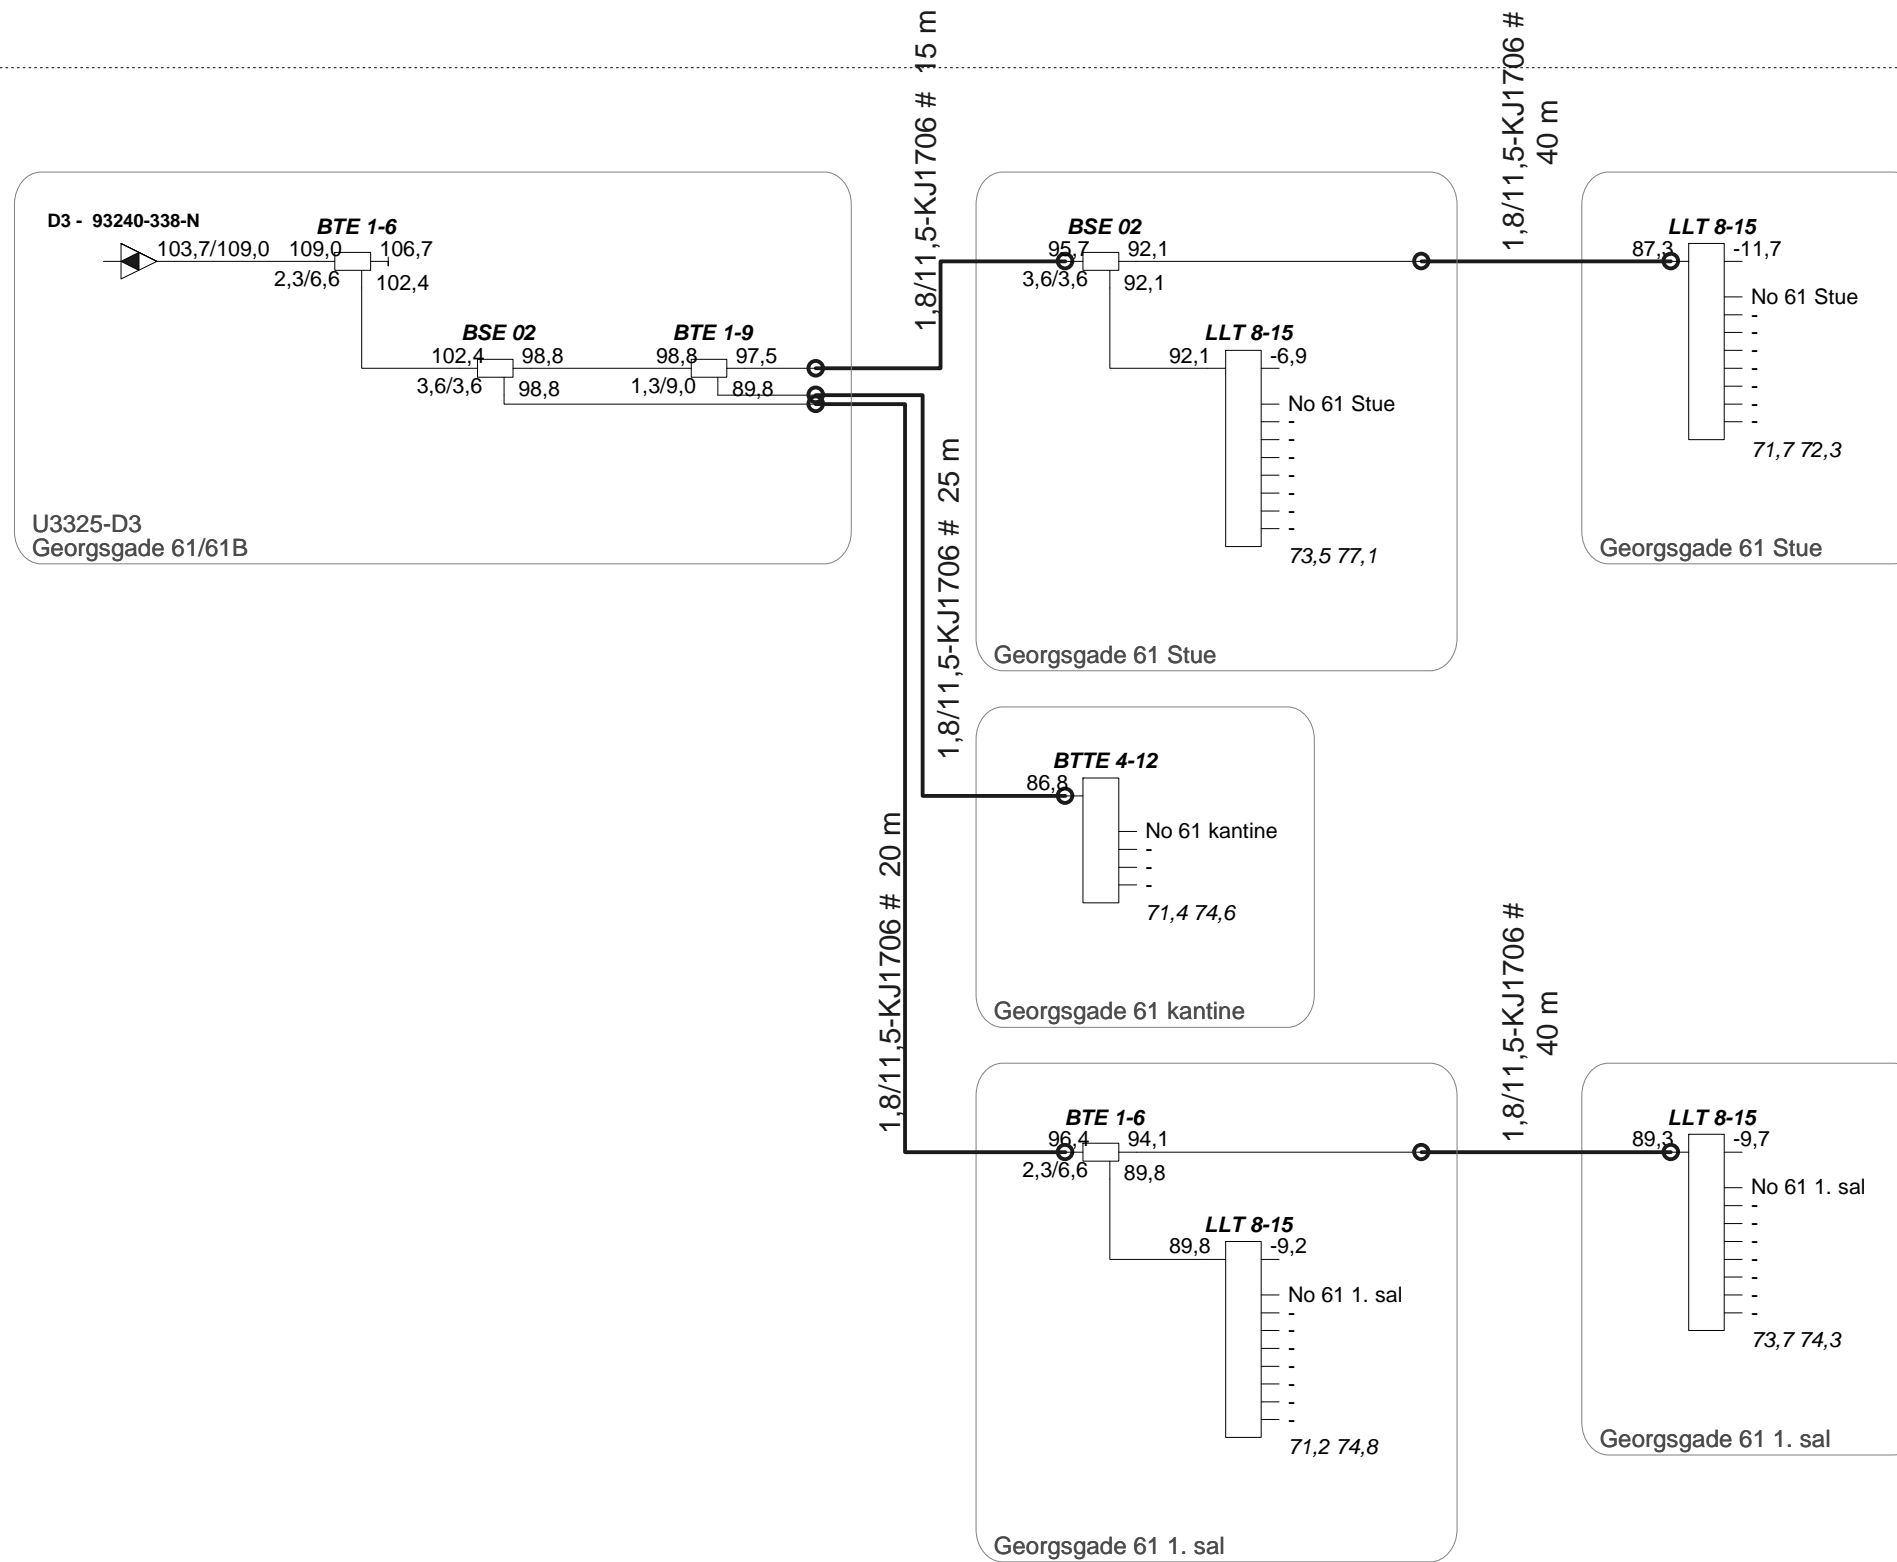 1,8/11,5-KJ1706 # 15 m
1,8/11,5-KJ1706 #
40 m
D3 - 93240-338-N
103,7/109,0
BTE 1-6
109,0
106,7
2,3/6,6
102,4
BSE 02
102,4
98,8
3,6/3,6
98,8
BTE 1-9
98,8
97,5
1,3/9,0
89,8
U3325-D3
Georgsgade 61/61B
BSE 02
95,7
92,1
3,6/3,6
92,1
LLT 8-15
92,1
-6,9
No 61 Stue
-
-
-
-
-
-
-
73,5 77,1
Georgsgade 61 Stue
LLT 8-15
87,3
-11,7
No 61 Stue
-
-
-
-
-
-
-
71,7 72,3
Georgsgade 61 Stue
1,8/11,5-KJ1706 # 25 m
BTTE 4-12
86,8
No 61 kantine
-
-
-
71,4 74,6
Georgsgade 61 kantine
1,8/11,5-KJ1706 # 20 m
1,8/11,5-KJ1706 #
40 m
BTE 1-6
96,4
94,1
2,3/6,6
89,8
LLT 8-15
89,8
-9,2
No 61 1. sal
-
-
-
-
-
-
-
71,2 74,8
Georgsgade 61 1. sal
LLT 8-15
89,3
-9,7
No 61 1. sal
-
-
-
-
-
-
-
73,7 74,3
Georgsgade 61 1. sal